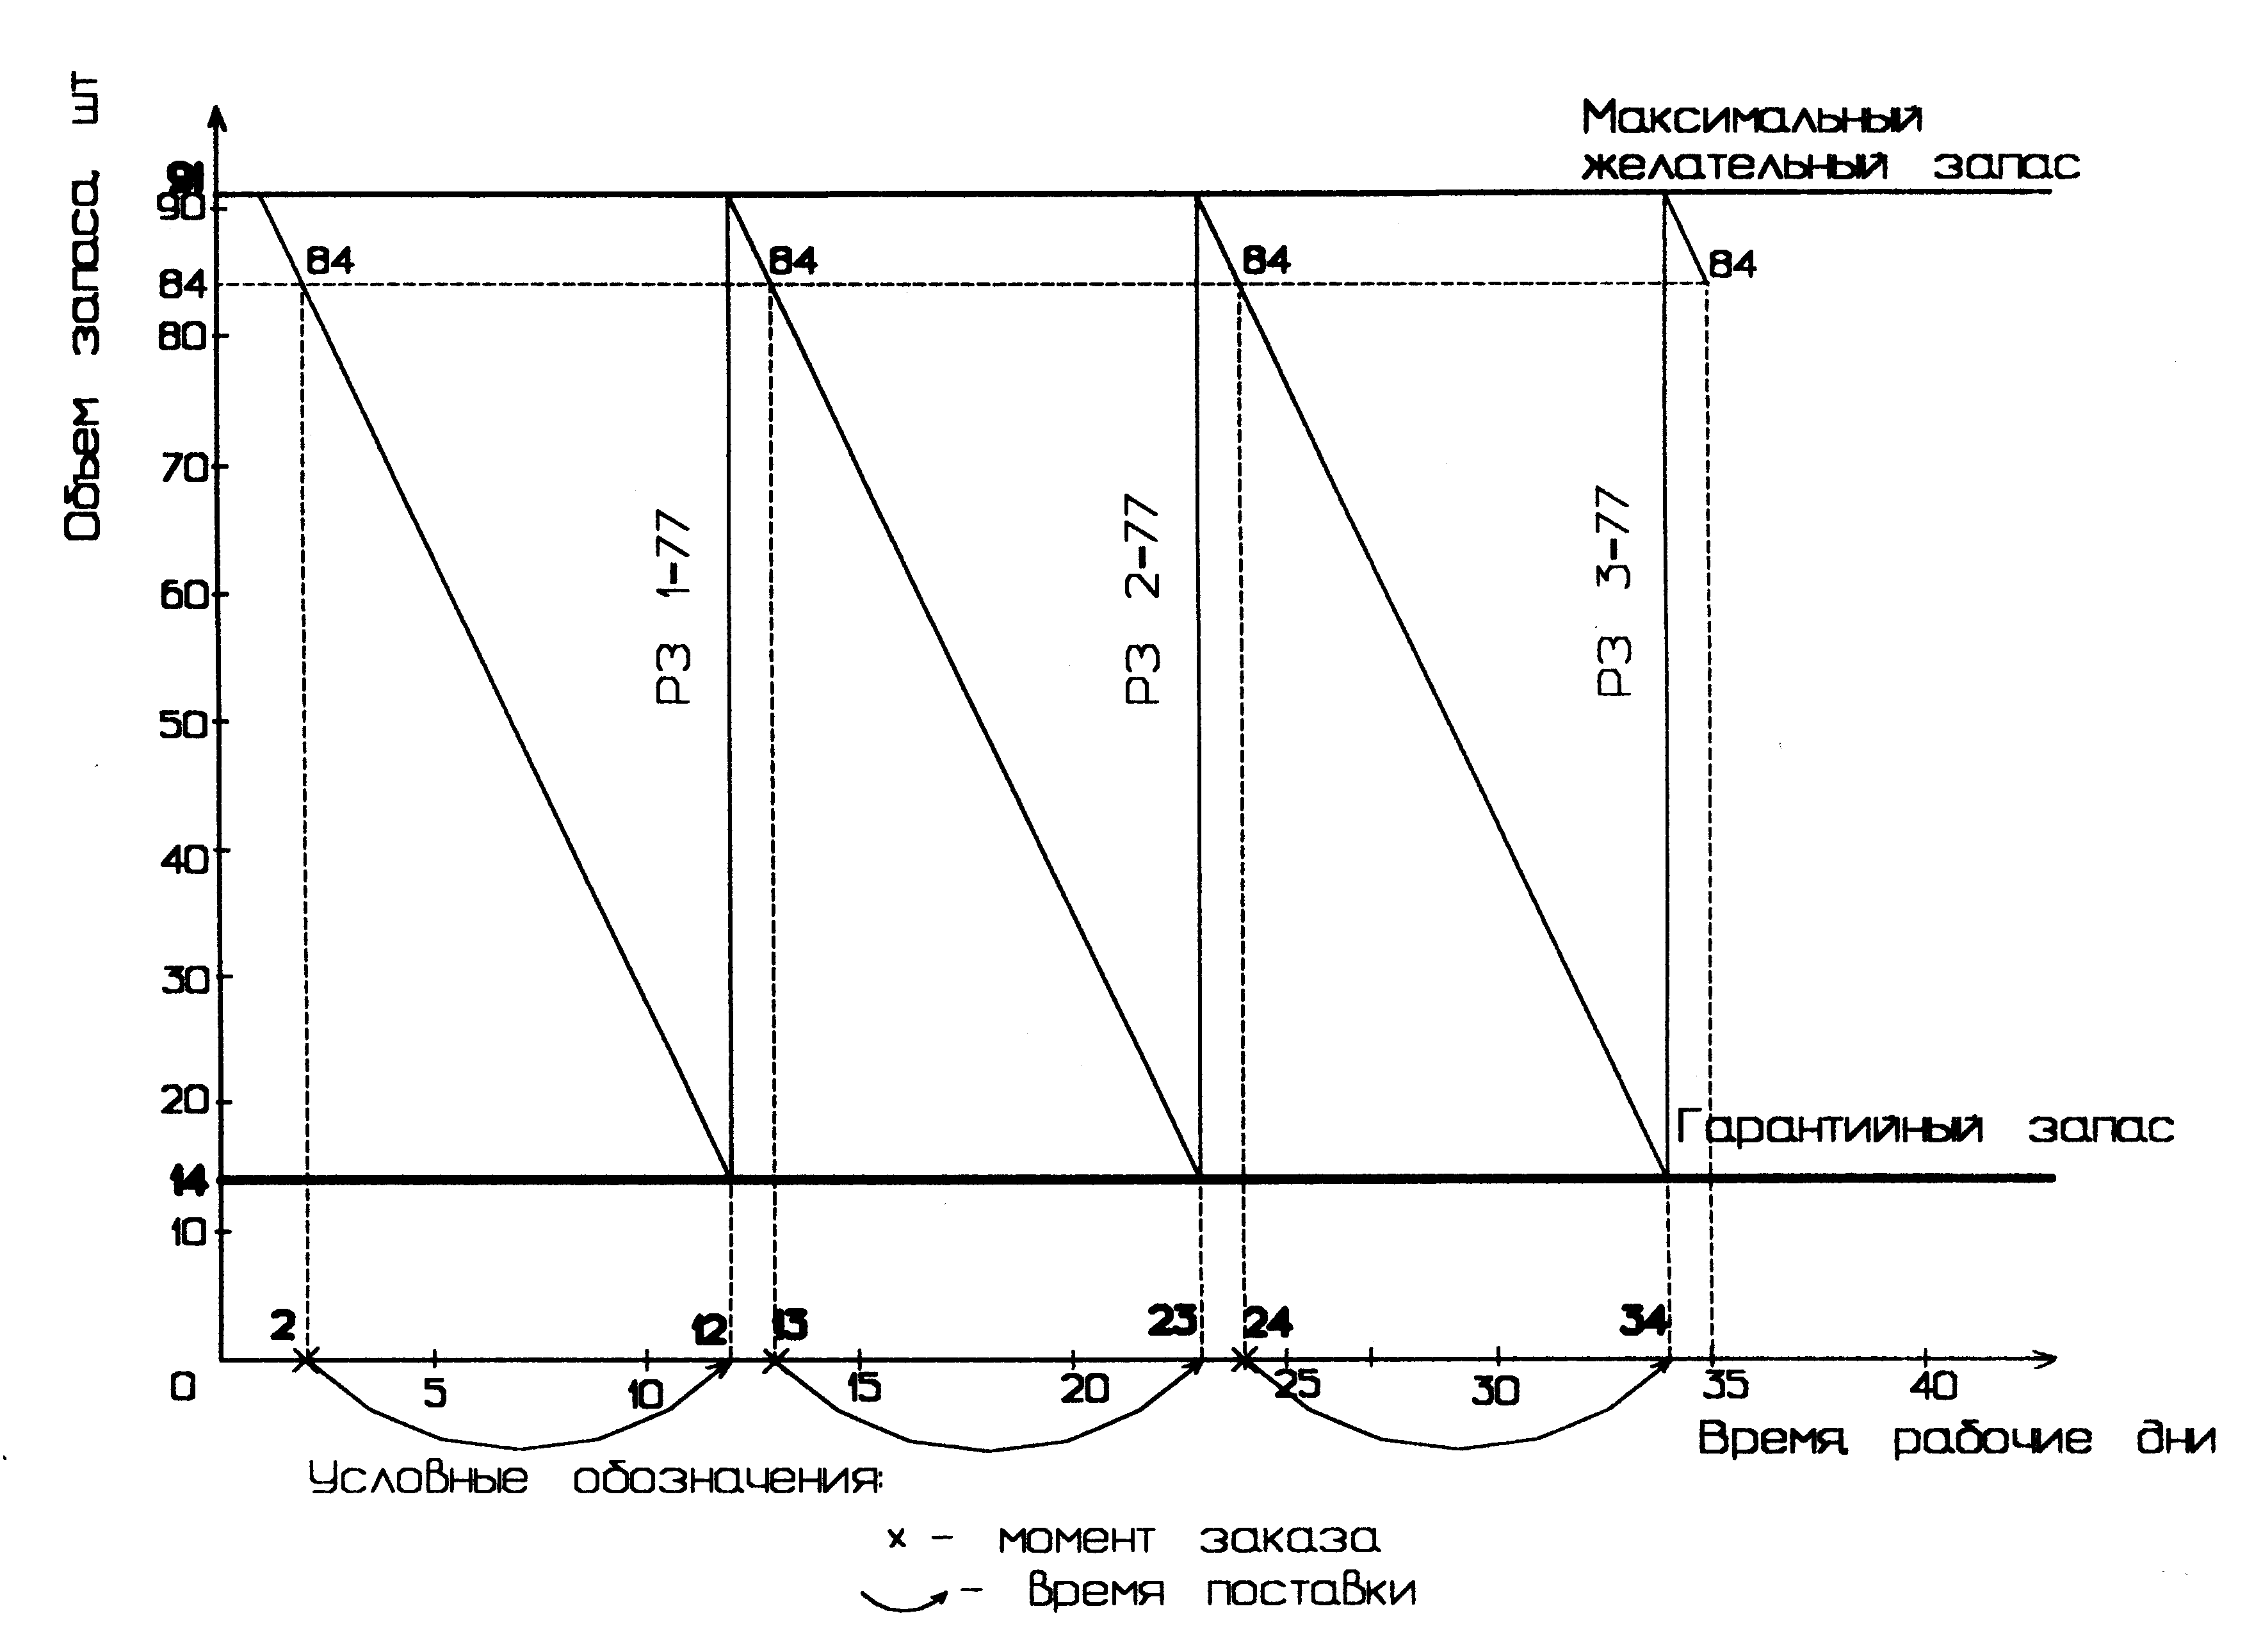 Объем запаса, шт
Максимальный
желательный запас
91
90
84
84
84
84
84
80
70
60
50
40
30
20
14
10
0
РЗ 1-77
РЗ 2-77
РЗ 3-77
Гарантийный запас
2
12
13
23
24
34
5
10
15
20
25
30
35
40
Время, рабочие дни
Условные обозначения:
x - момент заказа
- время поставки